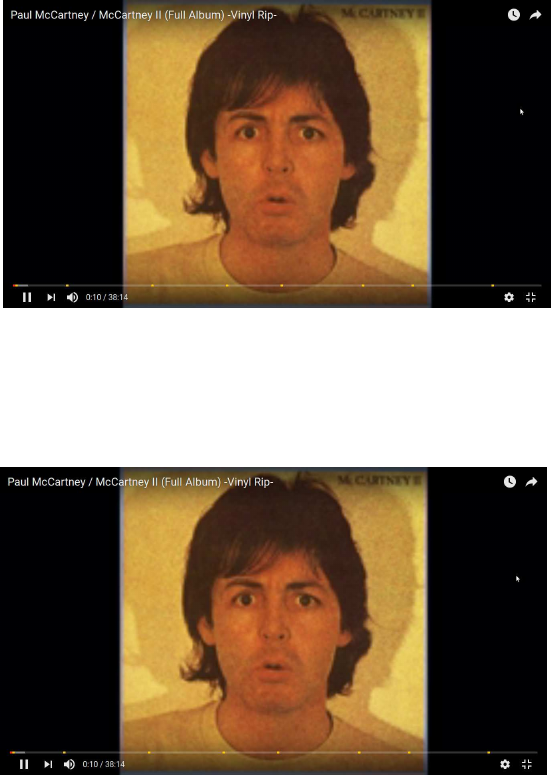 Paul McCartney / McCartney II (Full Album) -Vinyl Rip-
McCARTNEY II
0:10 / 38:14
Paul McCartney / McCartney II (Full Album) -Vinyl Rip-
McCARTNEY II
0:10 / 38:14